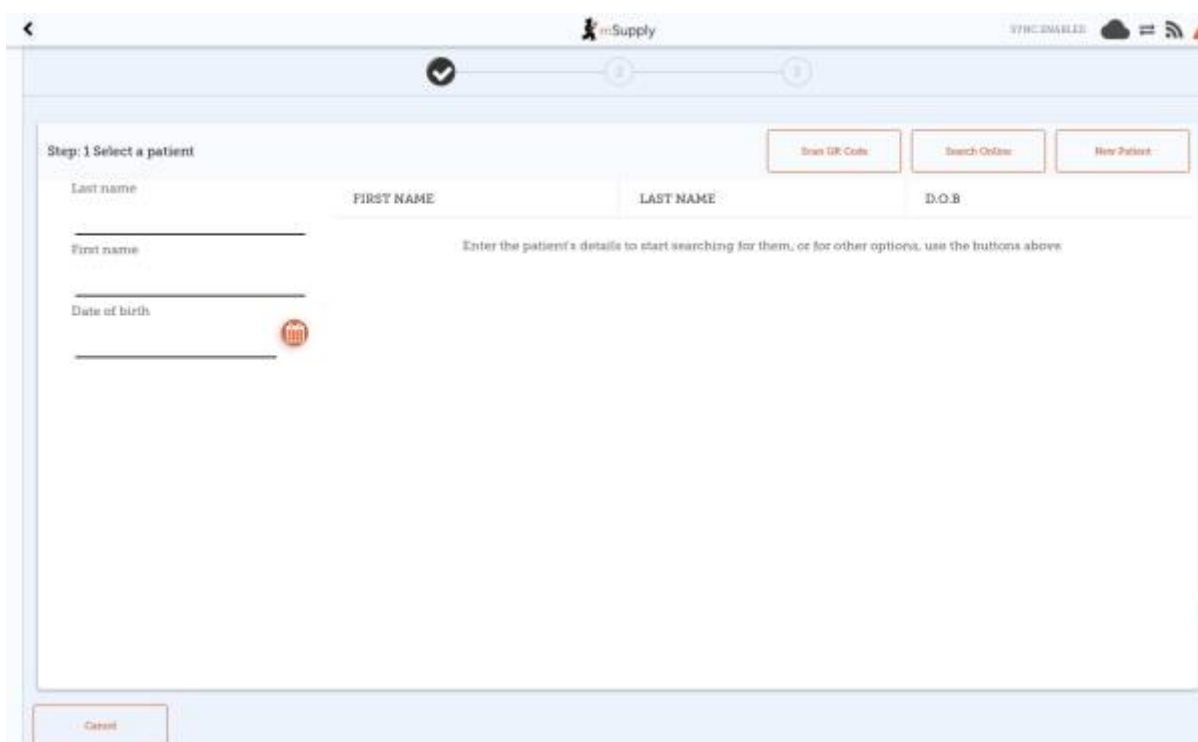 mSupply
SYNC ENABLED
2
3
Step: 1 Select a patient
Scan QR Code
Search Online
New Patient
Last name
FIRST NAME
LAST NAME
D.O.B
First name
Enter the patient's details to start searching for them, or for other options, use the buttons above
Date of birth
Cancel